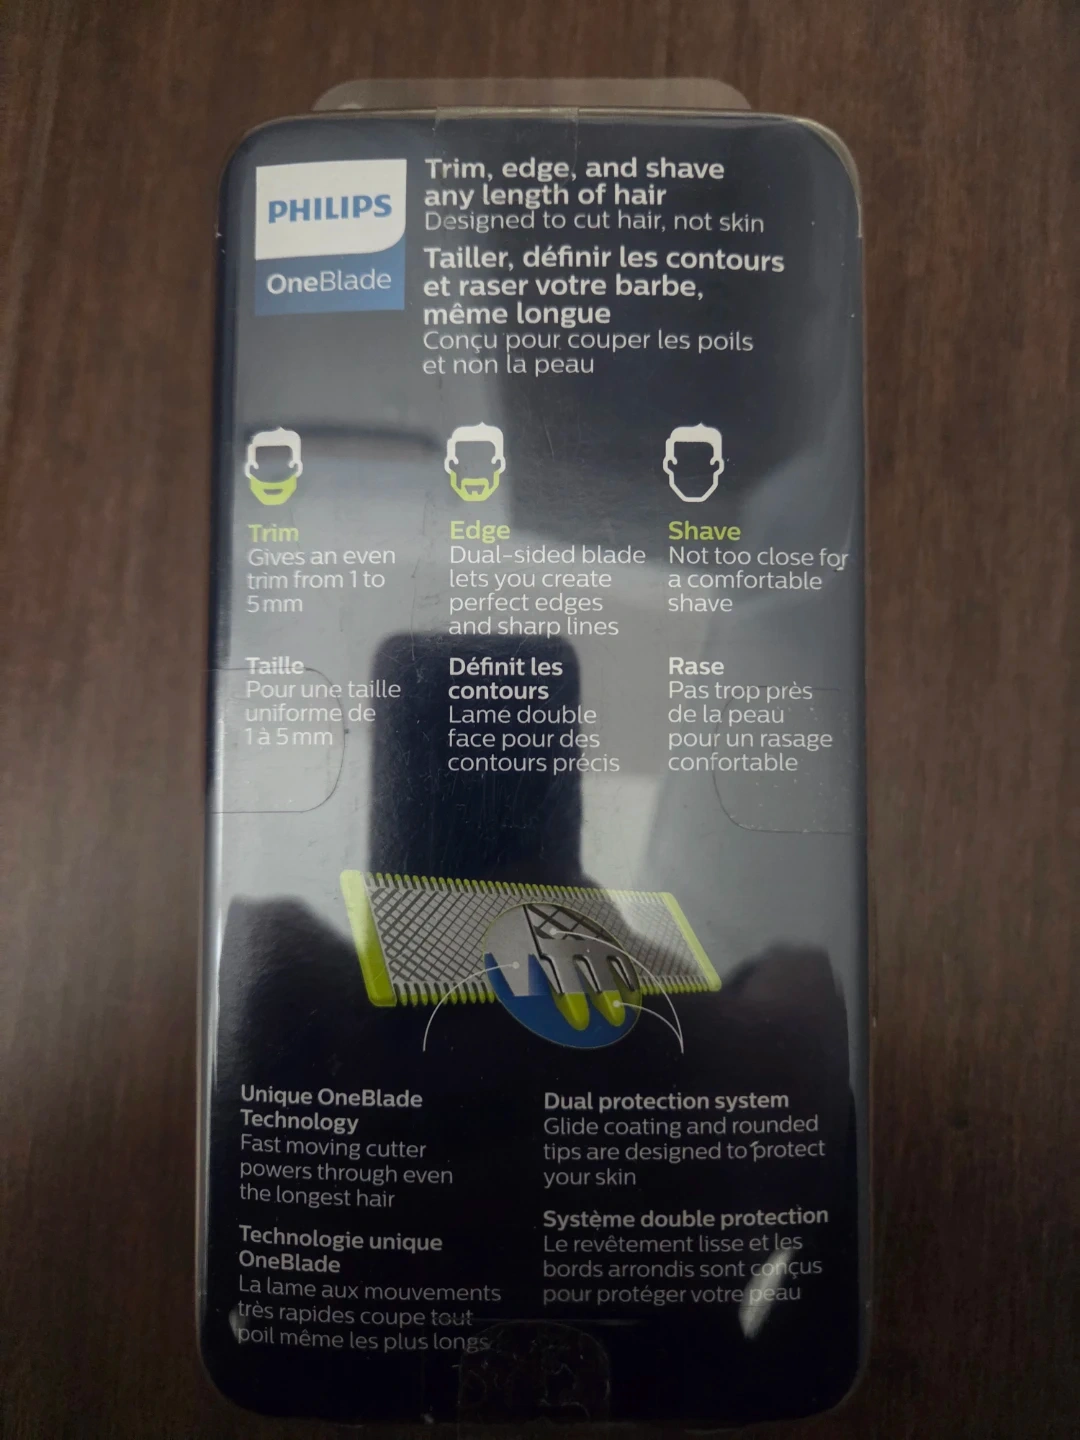 PHILIPS
OneBlade
Trim, edge, and shave
any length of hair
Designed to cut hair, not skin
Tailler, définir les contours
et raser votre barbe,
même longue
Conçu pour couper les poils
et non la peau
Trim
Gives an even
trim from 1 to
5 mm
Taille
Pour une taille
uniforme de
1 à 5 mm
Edge
Dual-sided blade
lets you create
perfect edges
and sharp lines
Définit les
contours
Lame double
face pour des
contours précis
Shave
Not too close for
a comfortable
shave
Rase
Pas trop près
de la peau
pour un rasage
confortable
Unique OneBlade
Technology
Fast moving cutter
powers through even
the longest hair
Technologie unique
OneBlade
La lame aux mouvements
très rapides coupe tout
poil même les plus longs
Dual protection system
Glide coating and rounded
tips are designed to protect
your skin
Système double protection
Le revêtement lisse et les
bords arrondis sont conçus
pour protéger votre peau